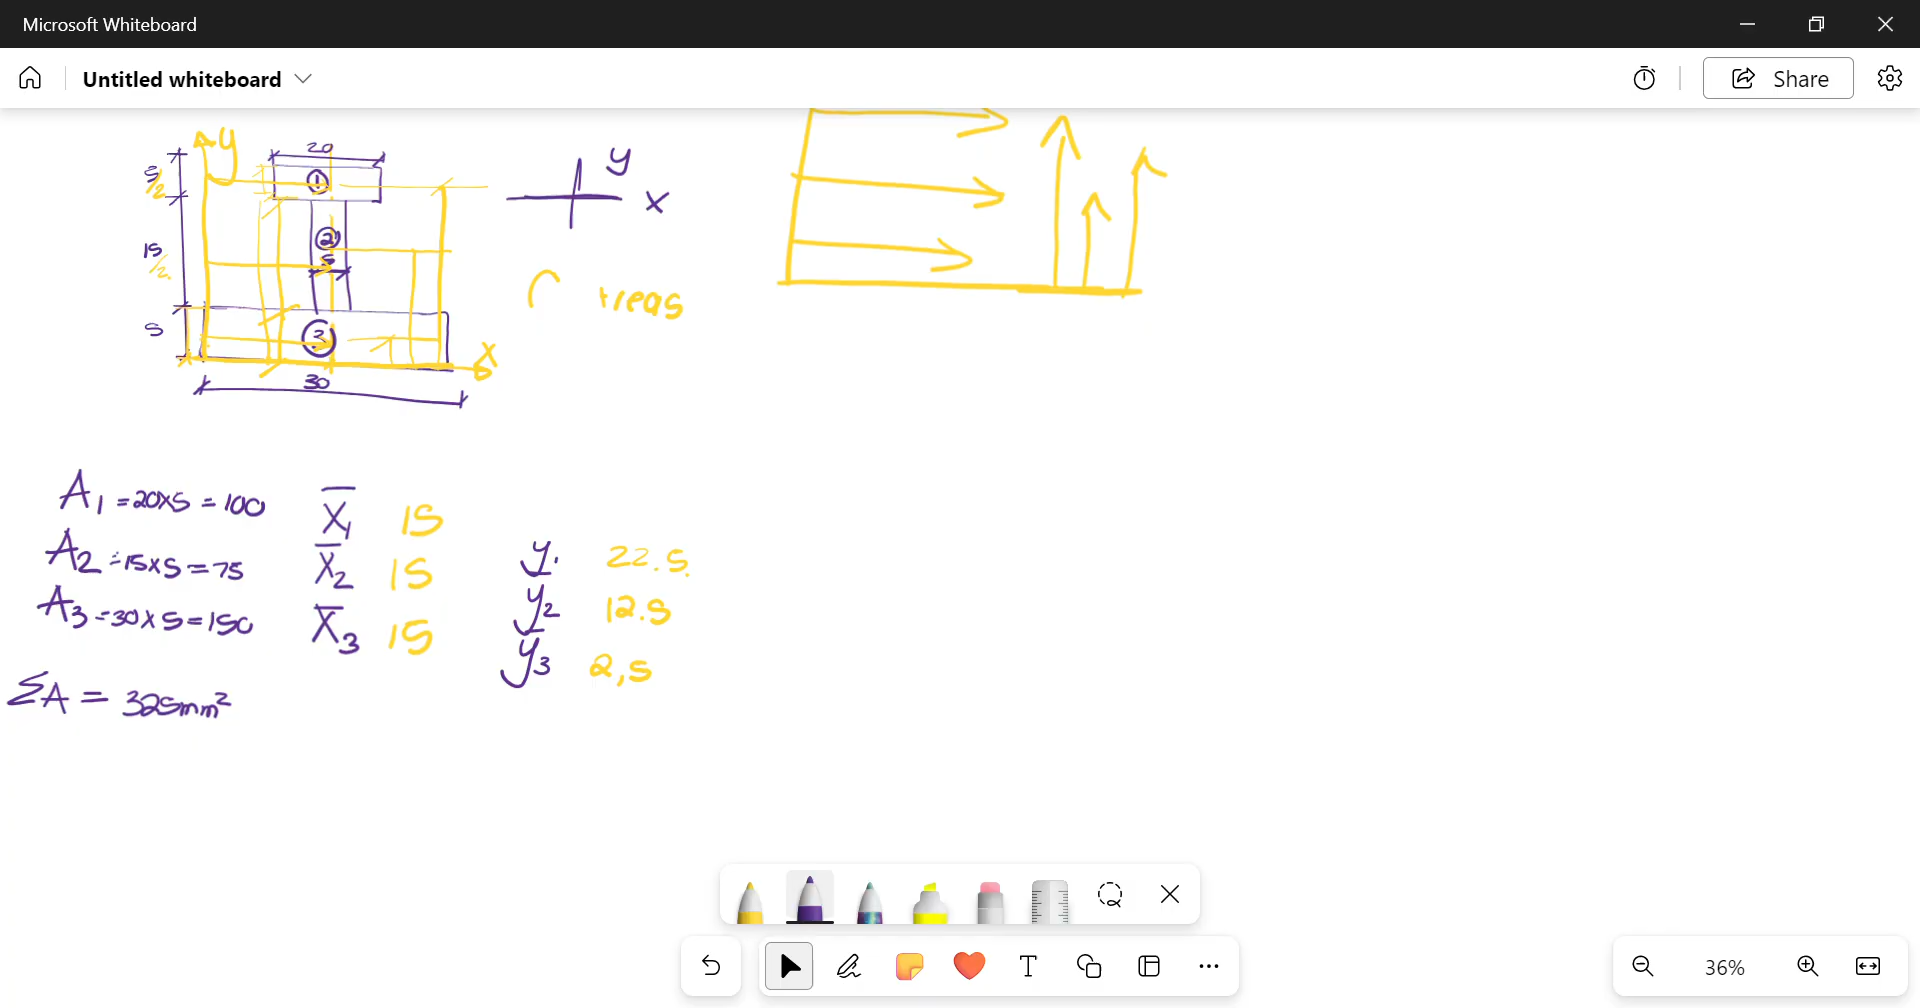 Microsoft Whiteboard
Untitled whiteboard
Share
y
20
5
/2
1
y
x
2
15
/2
5
5
3
areas
x
30
A1 = 20x5 = 100
A2 = 15x5 = 75
A3 = 30x5 = 150
ΣA = 325mm²
X̅1 15
X̅2 15
X̅3 15
y1 22.5
y2 12.5
y3 2,5
T
36%